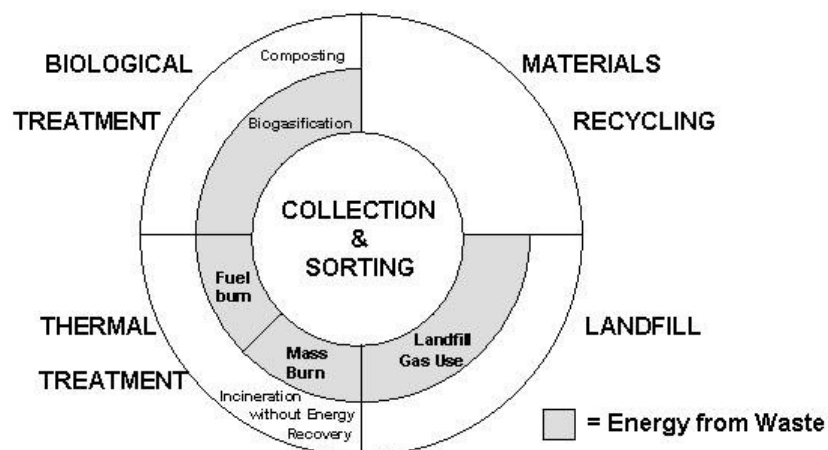 BIOLOGICAL
TREATMENT
Composting
Biogasification
MATERIALS
RECYCLING
COLLECTION
&
SORTING
THERMAL
TREATMENT
Fuel
burn
Mass
Burn
Incineration
without Energy
Recovery
Landfill
Gas Use
LANDFILL
= Energy from Waste